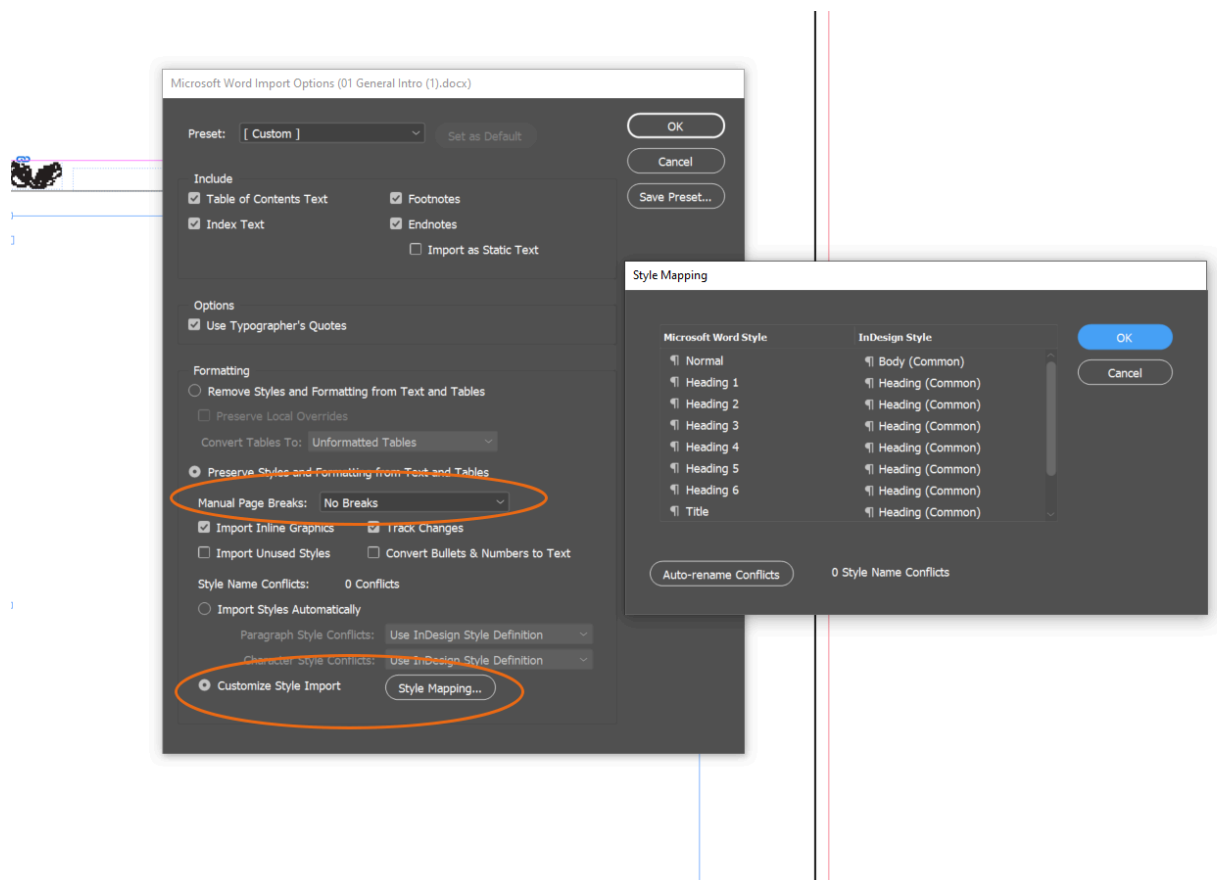 Microsoft Word Import Options (01 General Intro (1).docx)
Preset: [ Custom ] Set as Default
OK
Cancel
Save Preset...
Include
Table of Contents Text Footnotes
Index Text Endnotes
Import as Static Text
Options
Use Typographer's Quotes
Formatting
Remove Styles and Formatting from Text and Tables
Preserve Local Overrides
Convert Tables To: Unformatted Tables
Preserve Styles and Formatting from Text and Tables
Manual Page Breaks: No Breaks
Import Inline Graphics Track Changes
Import Unused Styles Convert Bullets & Numbers to Text
Style Name Conflicts: 0 Conflicts
Import Styles Automatically
Paragraph Style Conflicts: Use InDesign Style Definition
Character Style Conflicts: Use InDesign Style Definition
Customize Style Import Style Mapping...
Style Mapping
Microsoft Word Style InDesign Style
¶ Normal ¶ Body (Common)
¶ Heading 1 ¶ Heading (Common)
¶ Heading 2 ¶ Heading (Common)
¶ Heading 3 ¶ Heading (Common)
¶ Heading 4 ¶ Heading (Common)
¶ Heading 5 ¶ Heading (Common)
¶ Heading 6 ¶ Heading (Common)
¶ Title ¶ Heading (Common)
OK
Cancel
Auto-rename Conflicts 0 Style Name Conflicts